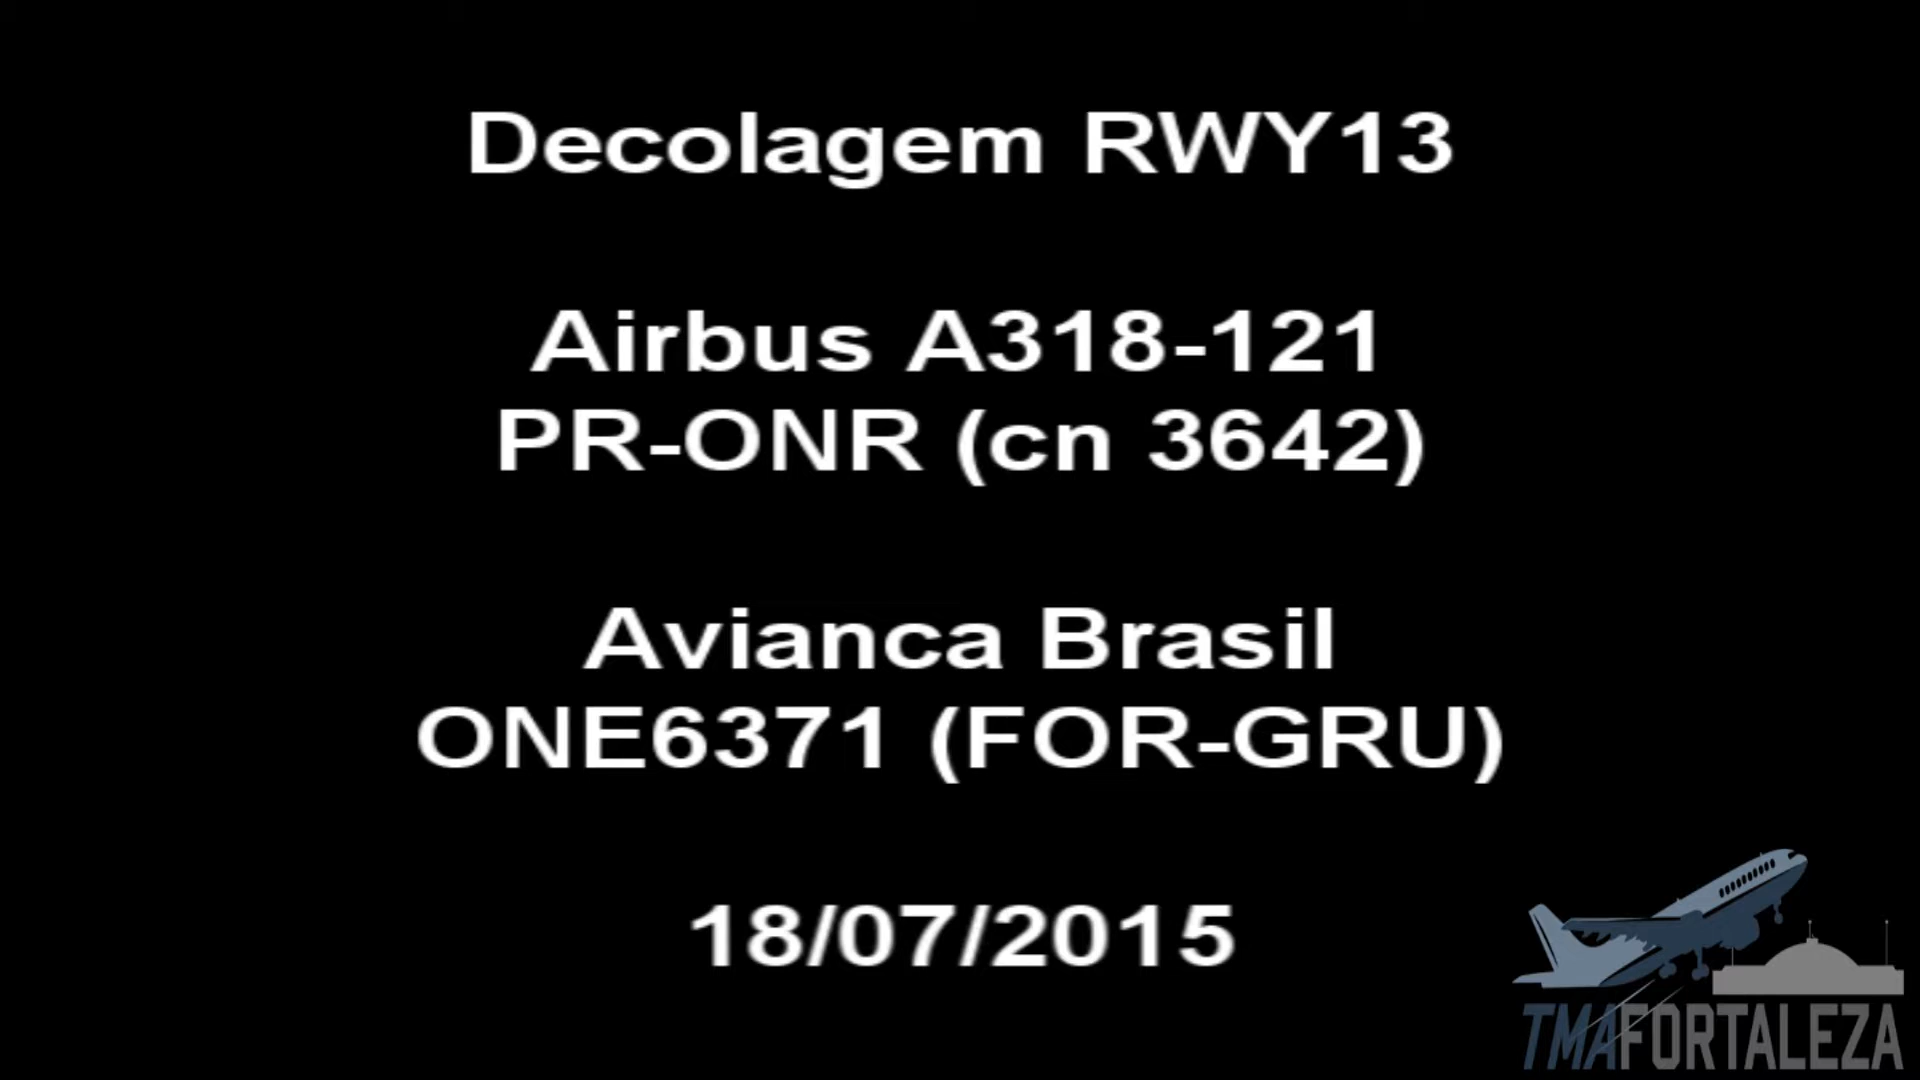 Decolagem RWY13
Airbus A318-121
PR-ONR (cn 3642)
Avianca Brasil
ONE6371 (FOR-GRU)
18/07/2015
TMAFORTALEZA